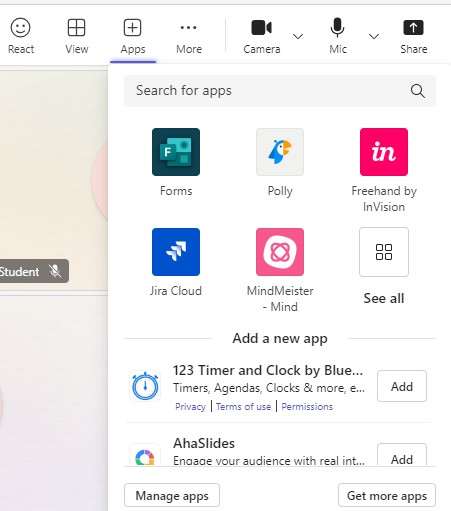 React View Apps More Camera Mic Share
Search for apps
Forms Polly Freehand by
InVision
Student
Jira Cloud MindMeister
- Mind See all
Add a new app
123 Timer and Clock by Blue...
Timers, Agendas, Clocks & more, e...
Add
Privacy | Terms of use | Permissions
AhaSlides
Engage your audience with real int...
Add
Manage apps Get more apps